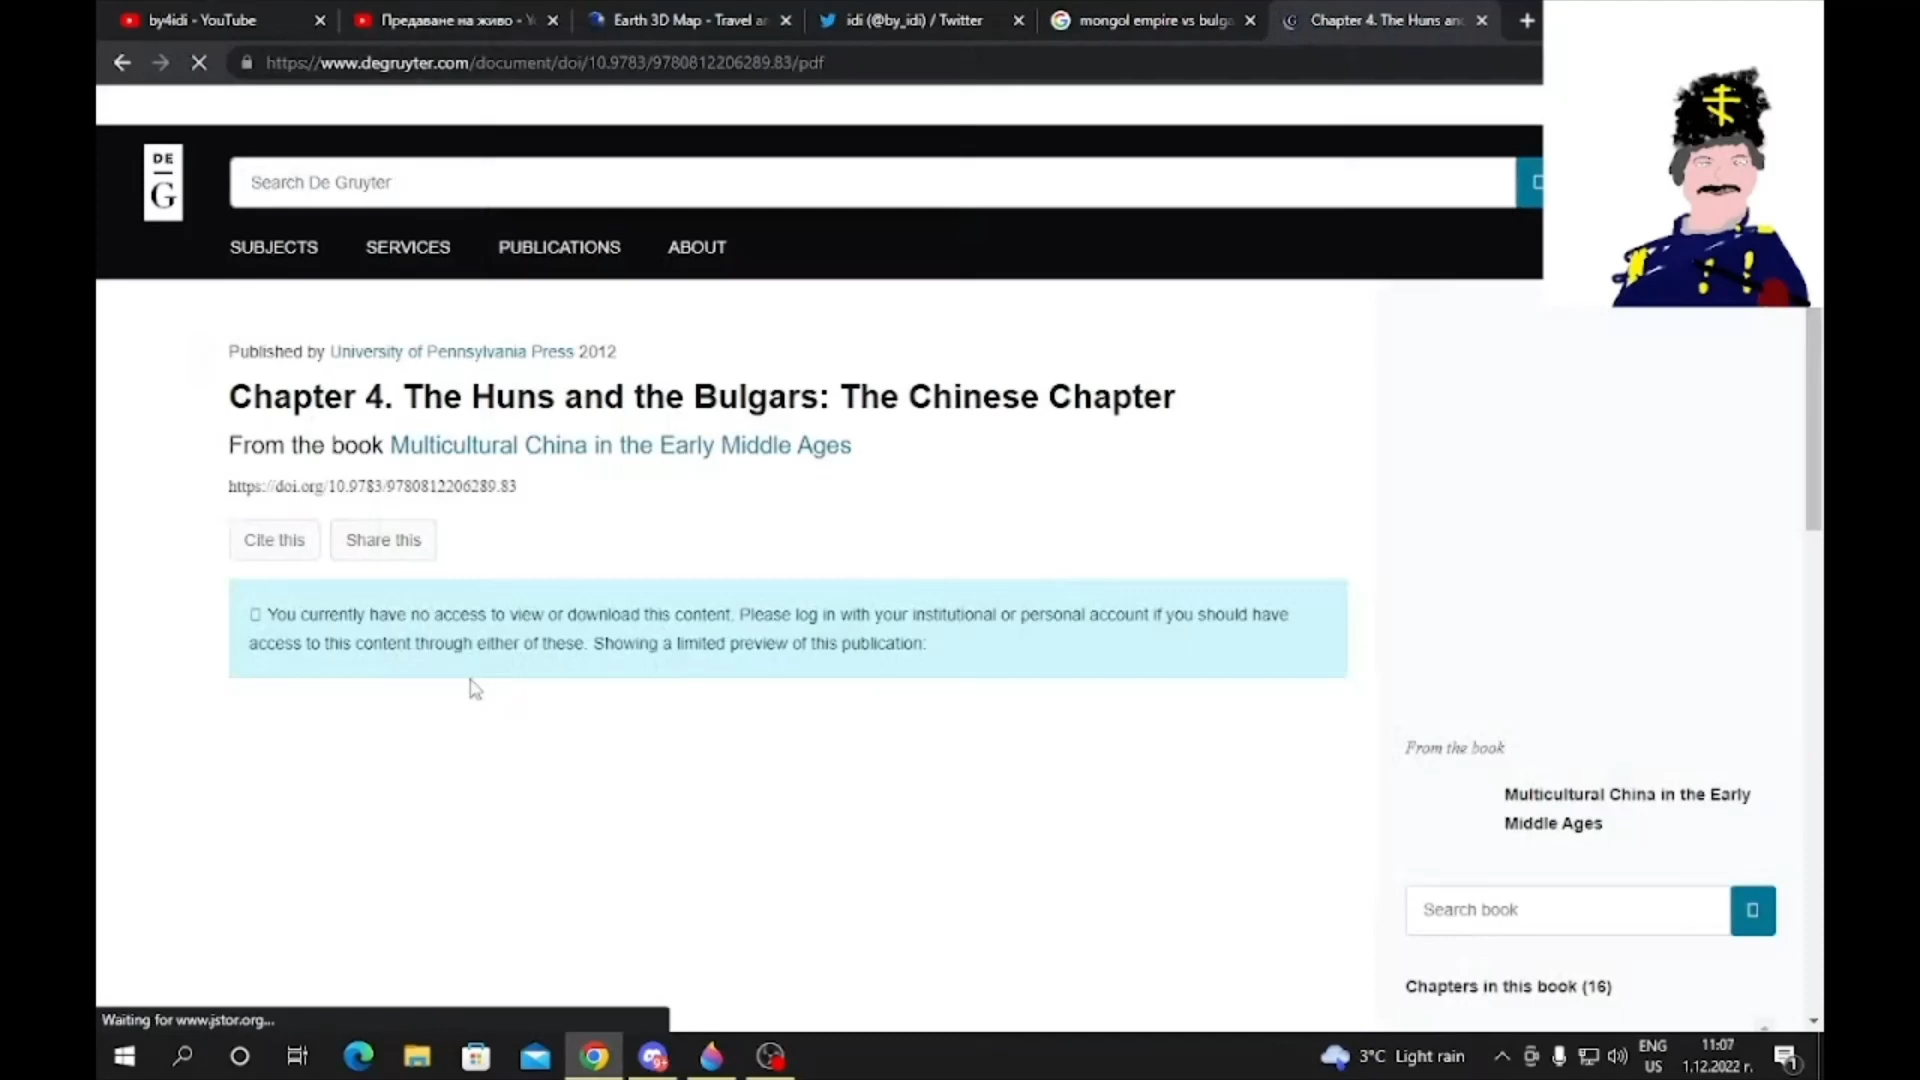 by4idi - YouTube
Предаване на живо - Y
Earth 3D Map - Travel a
idi (@by_idi) / Twitter
mongol empire vs bulga
Chapter 4. The Huns and
https://www.degruyter.com/document/doi/10.9783/9780812206289.83/pdf
DE
G
Search De Gruyter
SUBJECTS
SERVICES
PUBLICATIONS
ABOUT
Published by University of Pennsylvania Press 2012
Chapter 4. The Huns and the Bulgars: The Chinese Chapter
From the book Multicultural China in the Early Middle Ages
https://doi.org/10.9783/9780812206289.83
Cite this
Share this
You currently have no access to view or download this content. Please log in with your institutional or personal account if you should have
access to this content through either of these. Showing a limited preview of this publication:
From the book
Multicultural China in the Early
Middle Ages
Search book
Chapters in this book (16)
Waiting for www.jstor.org...
9+
3°C Light rain
ENG
US
11:07
1.12.2022 г.
1